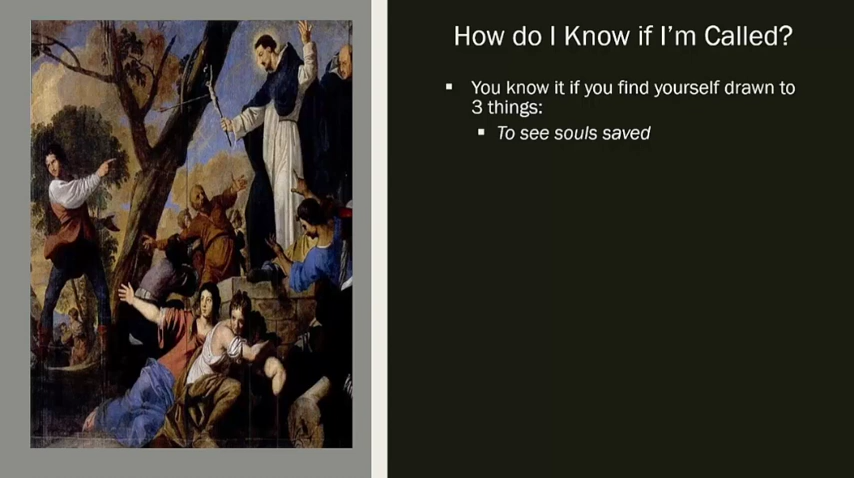 How do I Know if I'm Called?
▪ You know it if you find yourself drawn to
3 things:
▪ To see souls saved